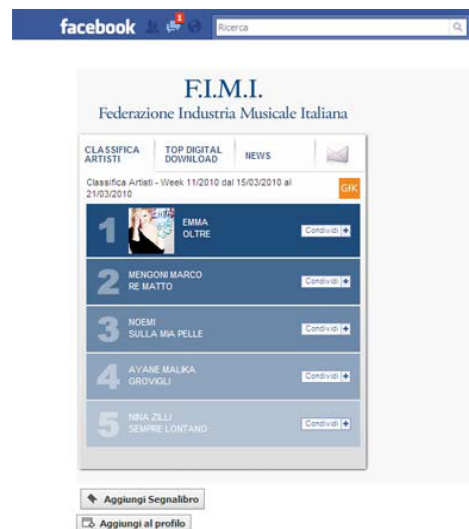 facebook
1
Ricerca
F.I.M.I.
Federazione Industria Musicale Italiana
CLASSIFICA
ARTISTI
TOP DIGITAL
DOWNLOAD
NEWS
Classifica Artisti - Week 11/2010 dal 15/03/2010 al
21/03/2010
GfK
1
EMMA
OLTRE
Condividi +
2
MENGONI MARCO
RE MATTO
Condividi +
3
NOEMI
SULLA MIA PELLE
Condividi +
4
AYANE MALIKA
GROVIGLI
Condividi +
5
NINA ZILLI
SEMPRE LONTANO
Condividi +
Aggiungi Segnalibro
Aggiungi al profilo